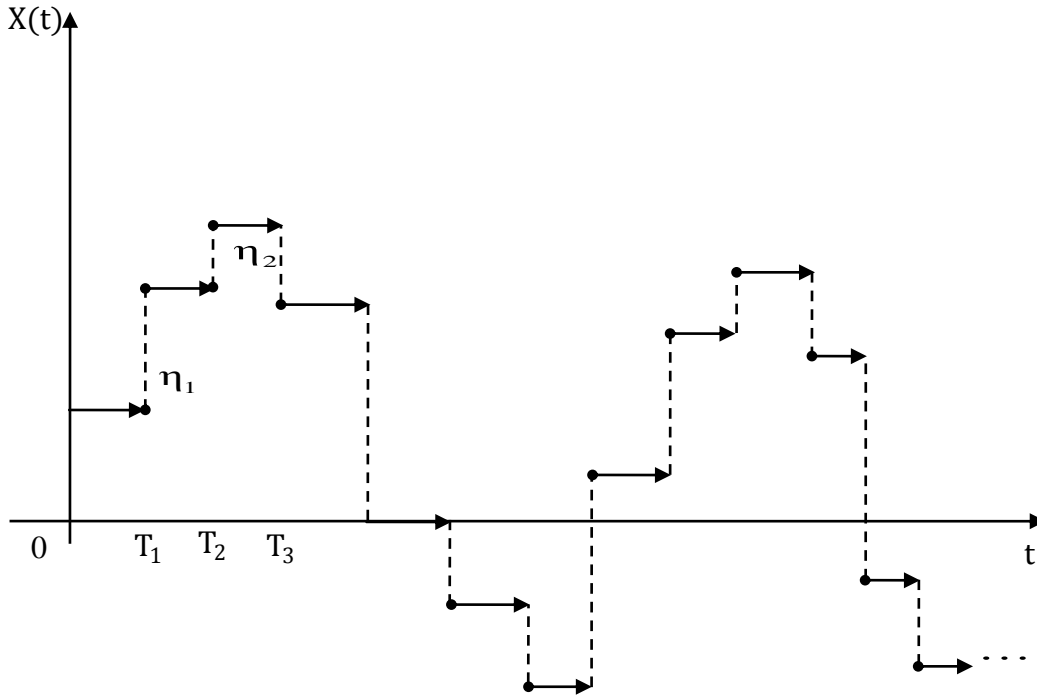 X(t)
η₂
η₁
0 T₁ T₂ T₃ t
. . .